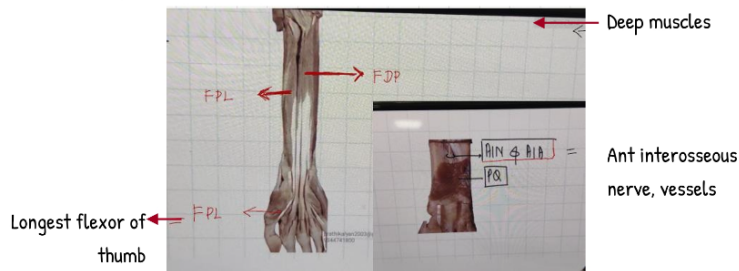 Deep muscles
FDP
FPL
AIN & AIA =
PQ
Ant interosseous
nerve, vessels
FPL
Longest flexor of
thumb